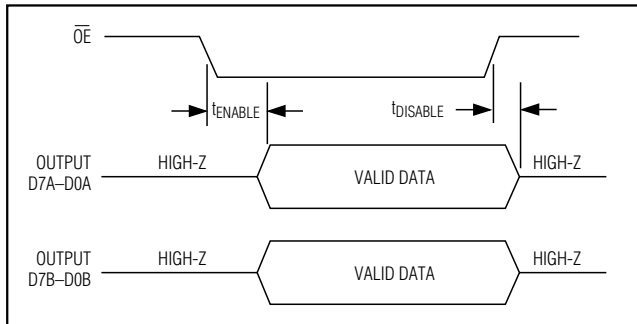 OE
tENABLE tDISABLE
OUTPUT
D7A–D0A
HIGH-Z VALID DATA HIGH-Z
OUTPUT
D7B–D0B
HIGH-Z VALID DATA HIGH-Z